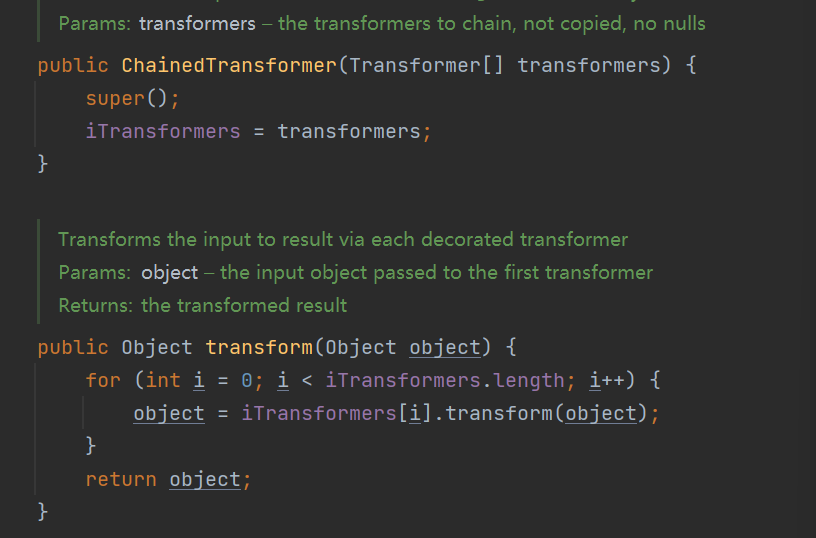 Params: transformers – the transformers to chain, not copied, no nulls
public ChainedTransformer(Transformer[] transformers) {
    super();
    iTransformers = transformers;
}
Transforms the input to result via each decorated transformer
Params: object – the input object passed to the first transformer
Returns: the transformed result
public Object transform(Object object) {
    for (int i = 0; i < iTransformers.length; i++) {
        object = iTransformers[i].transform(object);
    }
    return object;
}